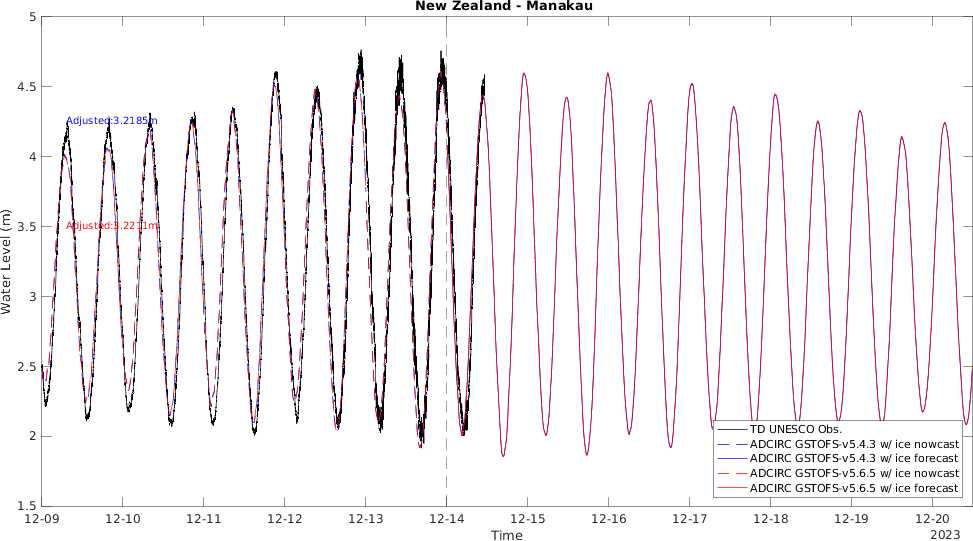 New Zealand - Manakau
5
4.5
4
3.5
3
2.5
2
1.5
Water Level (m)
Adjusted:3.2185m
Adjusted:3.2211m
TD UNESCO Obs.
ADCIRC GSTOFS-v5.4.3 w/ ice nowcast
ADCIRC GSTOFS-v5.4.3 w/ ice forecast
ADCIRC GSTOFS-v5.6.5 w/ ice nowcast
ADCIRC GSTOFS-v5.6.5 w/ ice forecast
12-09 12-10 12-11 12-12 12-13 12-14 12-15 12-16 12-17 12-18 12-19 12-20
2023
Time